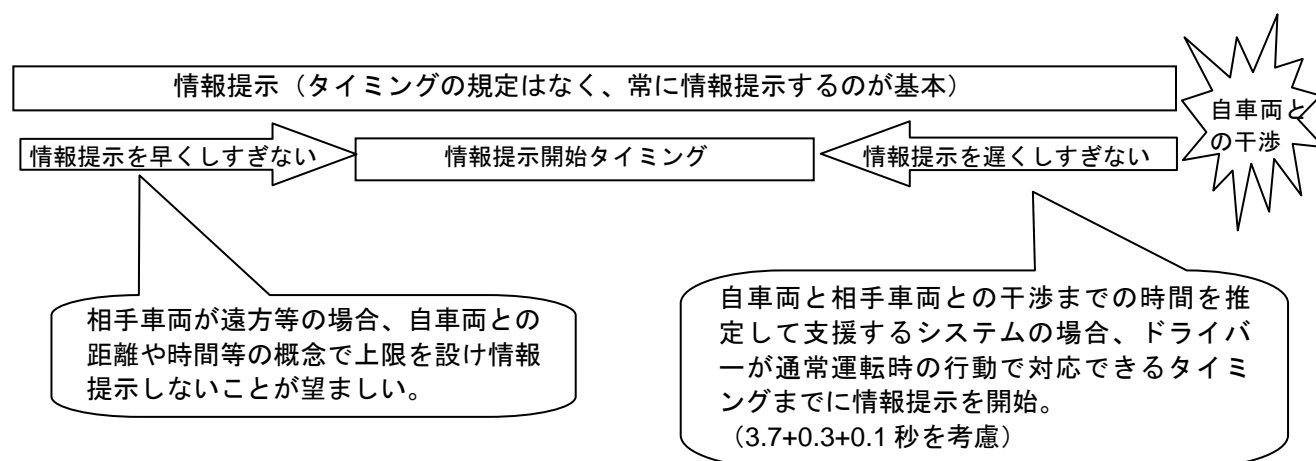 情報提示（タイミングの規定はなく、常に情報提示するのが基本）
自車両と
の干渉
情報提示を早くしすぎない
情報提示開始タイミング
情報提示を遅くしすぎない
相手車両が遠方等の場合、自車両との
距離や時間等の概念で上限を設け情報
提示しないことが望ましい。
自車両と相手車両との干渉までの時間を推
定して支援するシステムの場合、ドライバ
ーが通常運転時の行動で対応できるタイミ
ングまでに情報提示を開始。
（3.7+0.3+0.1 秒を考慮）